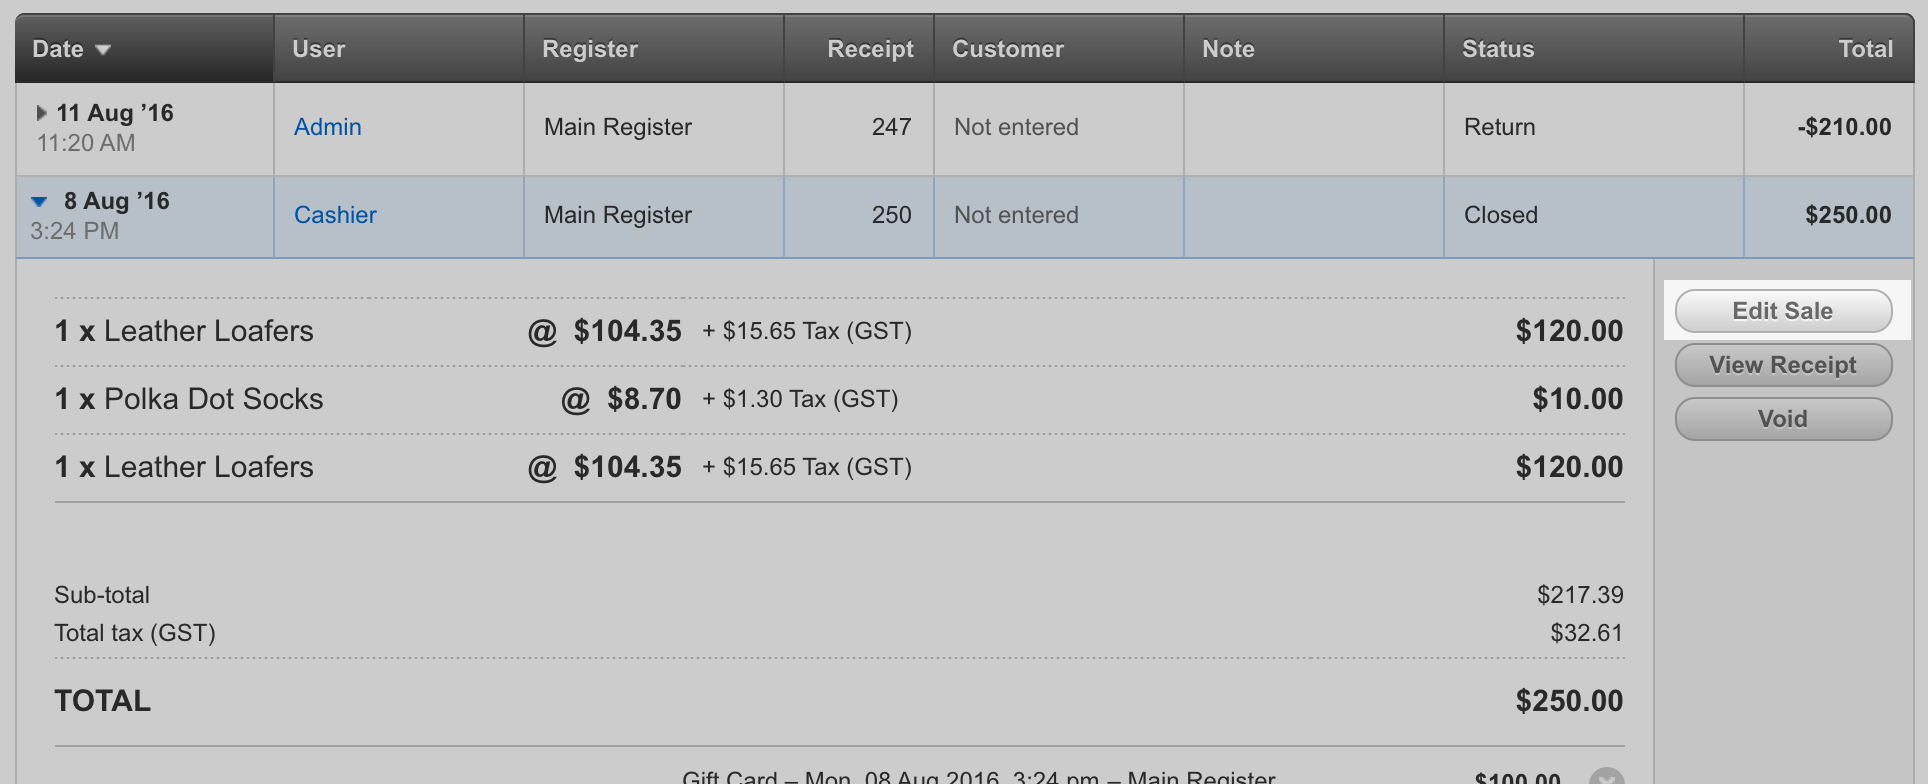 Date User Register Receipt Customer Note Status Total
11 Aug ’16 Admin Main Register 247 Not entered Return -$210.00
11:20 AM
8 Aug ’16 Cashier Main Register 250 Not entered Closed $250.00
3:24 PM
1 x Leather Loafers @ $104.35 + $15.65 Tax (GST) $120.00
1 x Polka Dot Socks @ $8.70 + $1.30 Tax (GST) $10.00
1 x Leather Loafers @ $104.35 + $15.65 Tax (GST) $120.00
Sub-total $217.39
Total tax (GST) $32.61
TOTAL $250.00
Gift Card – Mon, 08 Aug 2016, 3:24 pm – Main Register $100.00
Edit Sale
View Receipt
Void